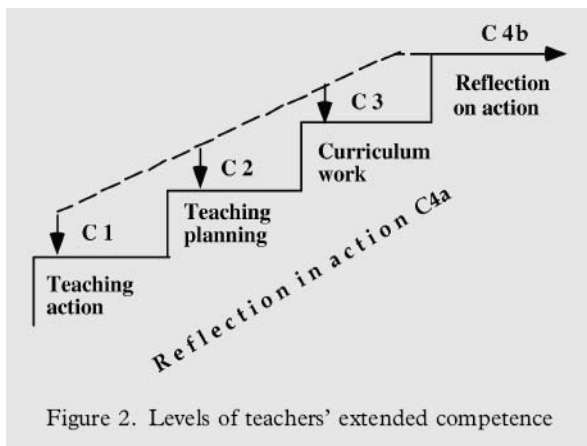 C 4b
Reflection
on action
C 3
Curriculum
work
C 2
Teaching
planning
C 1
Teaching
action
Reflection in action C4a
Figure 2. Levels of teachers' extended competence